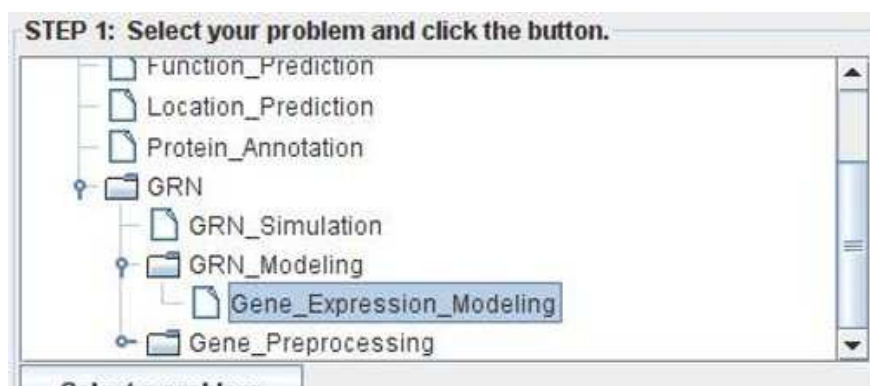 STEP 1: Select your problem and click the button.
Function_Prediction
Location_Prediction
Protein_Annotation
GRN
GRN_Simulation
GRN_Modeling
Gene_Expression_Modeling
Gene_Preprocessing